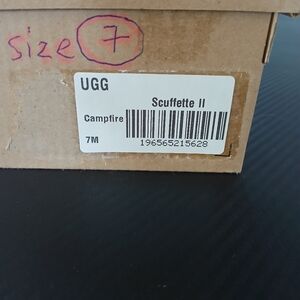 size 7
UGG
Scuffette II
Campfire
7M
196565215628